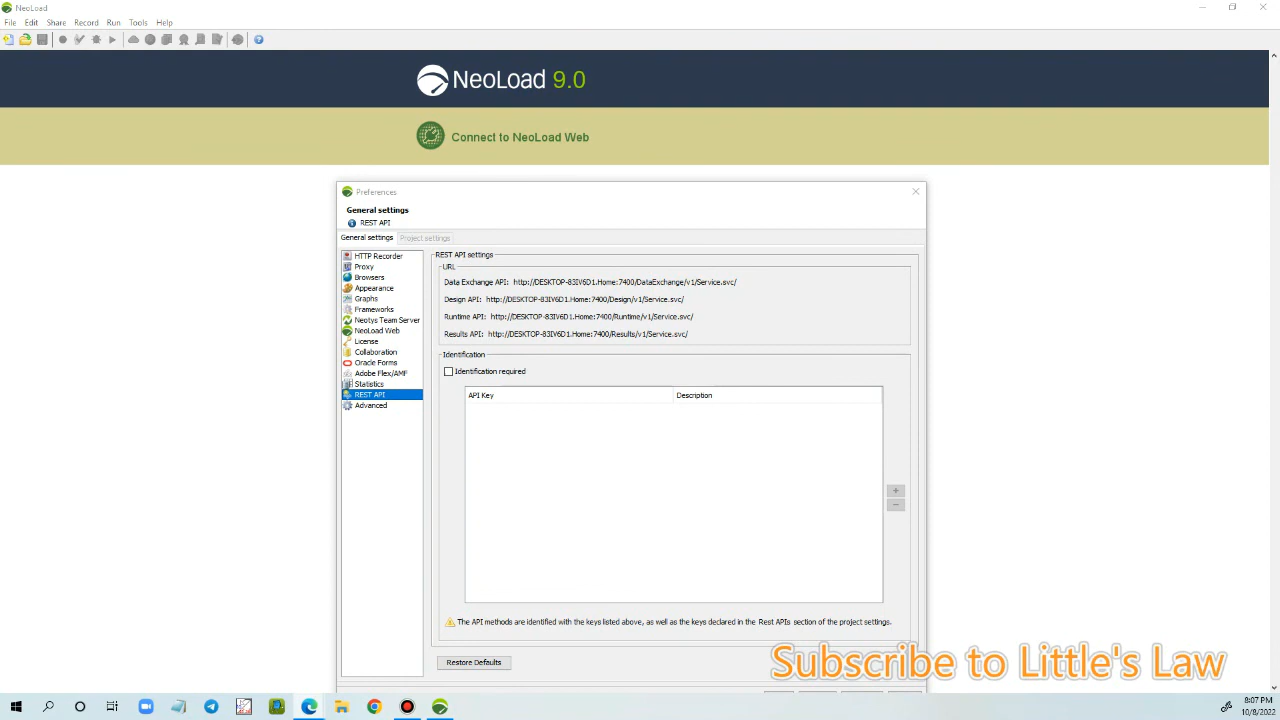 NeoLoad
File Edit Share Record Run Tools Help
NeoLoad 9.0
Connect to NeoLoad Web
Preferences
General settings
REST API
General settings Project settings
HTTP Recorder
Proxy
Browsers
Appearance
Graphs
Frameworks
Neotys Team Server
NeoLoad Web
License
Collaboration
Oracle Forms
Adobe Flex/AMF
Statistics
REST API
Advanced
REST API settings
URL
Data Exchange API: http://DESKTOP-83IV6D1.Home:7400/DataExchange/v1/Service.svc/
Design API: http://DESKTOP-83IV6D1.Home:7400/Design/v1/Service.svc/
Runtime API: http://DESKTOP-83IV6D1.Home:7400/Runtime/v1/Service.svc/
Results API: http://DESKTOP-83IV6D1.Home:7400/Results/v1/Service.svc/
Identification
Identification required
API Key Description
The API methods are identified with the keys listed above, as well as the keys declared in the Rest APIs section of the project settings.
Restore Defaults
Subscribe to Little's Law
8:07 PM
10/8/2022